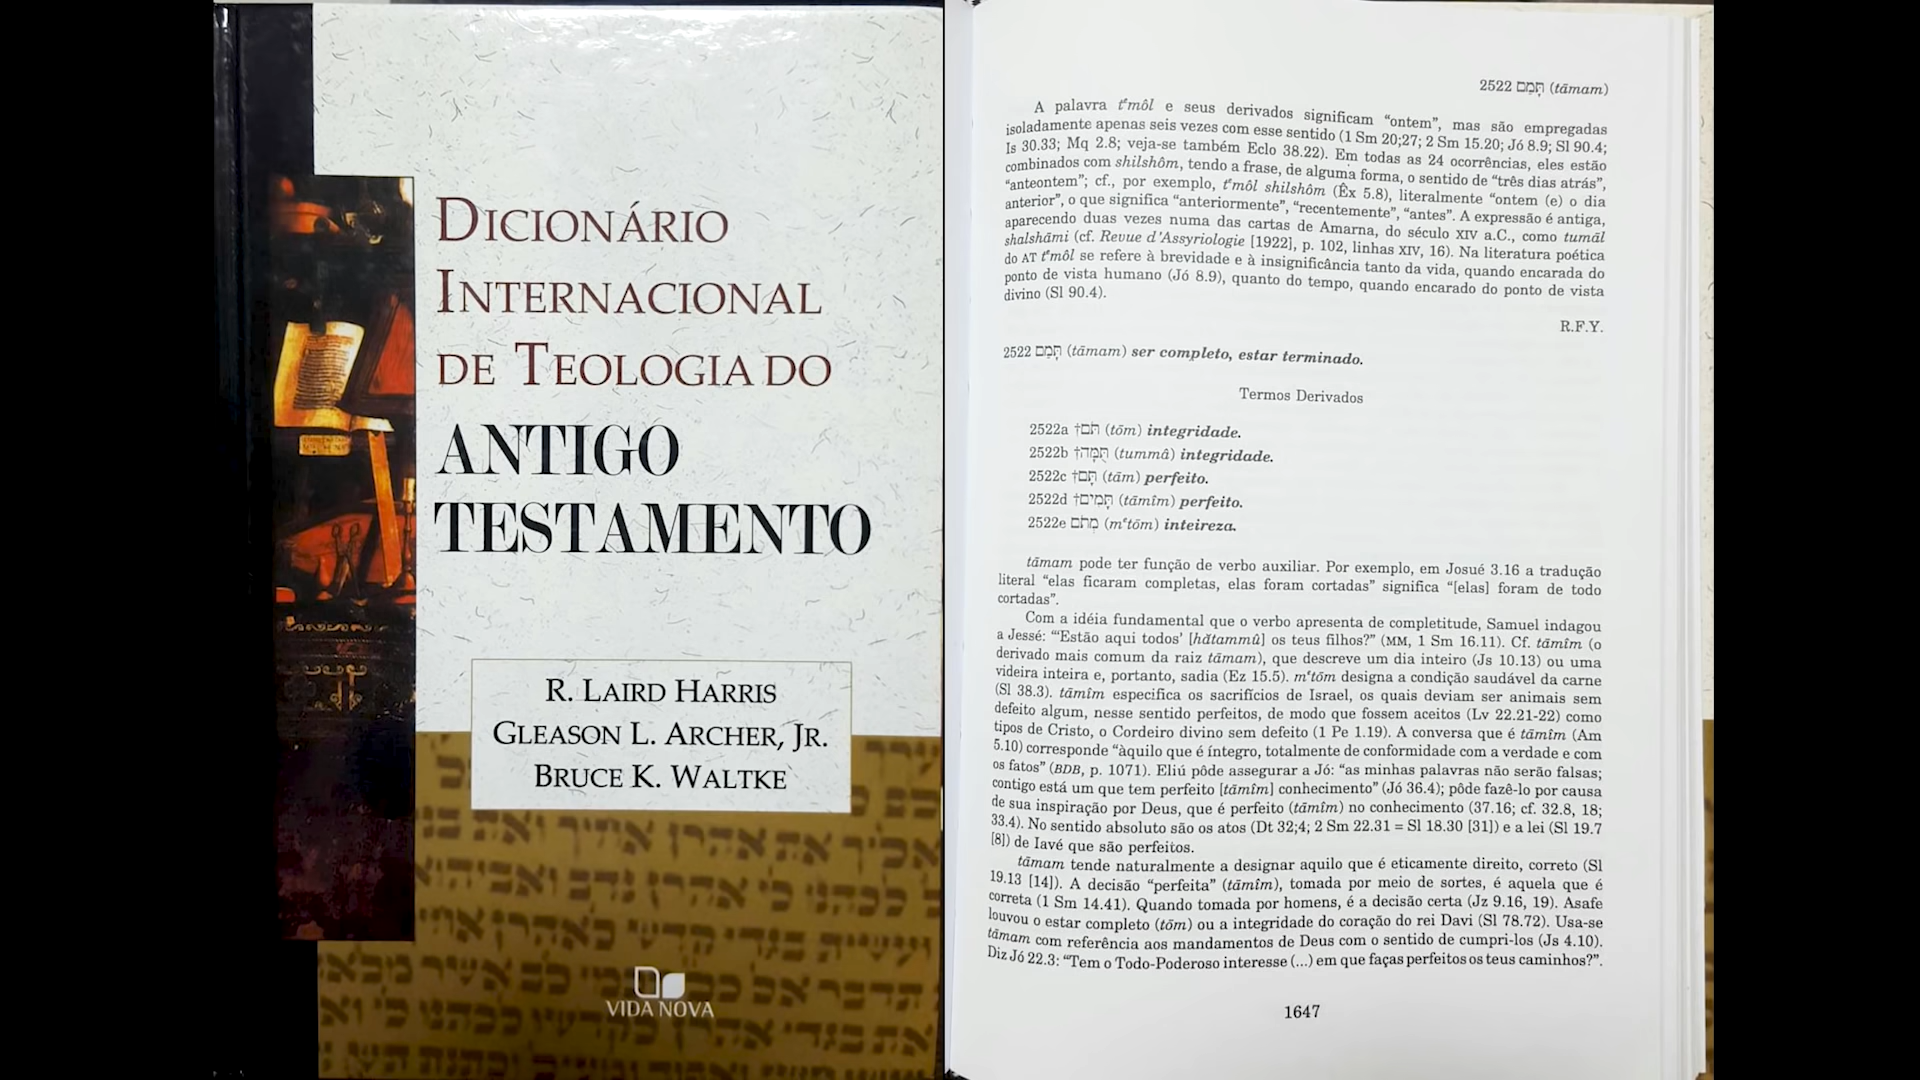 DICIONÁRIO
INTERNACIONAL
DE TEOLOGIA DO
ANTIGO
TESTAMENTO
R. LAIRD HARRIS
GLEASON L. ARCHER, JR.
BRUCE K. WALTKE
VIDA NOVA
2522 תָּמַם (tāmam)
A palavra tᵉmôl e seus derivados significam “ontem”, mas são empregadas
isoladamente apenas seis vezes com esse sentido (1 Sm 20;27; 2 Sm 15.20; Jó 8.9; Sl 90.4;
Is 30.33; Mq 2.8; veja-se também Eclo 38.22). Em todas as 24 ocorrências, eles estão
combinados com shilshôm, tendo a frase, de alguma forma, o sentido de “três dias atrás”,
“anteontem”; cf., por exemplo, tᵉmôl shilshôm (Êx 5.8), literalmente “ontem (e) o dia
anterior”, o que significa “anteriormente”, “recentemente”, “antes”. A expressão é antiga,
aparecendo duas vezes numa das cartas de Amarna, do século XIV a.C., como tumāl
shalshāmi (cf. Revue d’Assyriologie [1922], p. 102, linhas XIV, 16). Na literatura poética
do AT tᵉmôl se refere à brevidade e à insignificância tanto da vida, quando encarada do
ponto de vista humano (Jó 8.9), quanto do tempo, quando encarado do ponto de vista
divino (Sl 90.4).
R.F.Y.
2522 תָּמַם (tāmam) ser completo, estar terminado.
Termos Derivados
2522a †תֹּם (tōm) integridade.
2522b †תֻּמָּה (tummâ) integridade.
2522c †תָּם (tām) perfeito.
2522d †תָּמִים (tāmîm) perfeito.
2522e מְתֹם (mᵉtōm) inteireza.
tāmam pode ter função de verbo auxiliar. Por exemplo, em Josué 3.16 a tradução
literal “elas ficaram completas, elas foram cortadas” significa “[elas] foram de todo
cortadas”.
Com a idéia fundamental que o verbo apresenta de completitude, Samuel indagou
a Jessé: “‘Estão aqui todos’ [hătammû] os teus filhos?” (MM, 1 Sm 16.11). Cf. tāmîm (o
derivado mais comum da raiz tāmam), que descreve um dia inteiro (Js 10.13) ou uma
videira inteira e, portanto, sadia (Ez 15.5). mᵉtōm designa a condição saudável da carne
(Sl 38.3). tāmîm especifica os sacrifícios de Israel, os quais deviam ser animais sem
defeito algum, nesse sentido perfeitos, de modo que fossem aceitos (Lv 22.21-22) como
tipos de Cristo, o Cordeiro divino sem defeito (1 Pe 1.19). A conversa que é tāmîm (Am
5.10) corresponde “àquilo que é íntegro, totalmente de conformidade com a verdade e com
os fatos” (BDB, p. 1071). Eliú pôde assegurar a Jó: “as minhas palavras não serão falsas;
contigo está um que tem perfeito [tāmîm] conhecimento” (Jó 36.4); pôde fazê-lo por causa
de sua inspiração por Deus, que é perfeito (tāmîm) no conhecimento (37.16; cf. 32.8, 18;
33.4). No sentido absoluto são os atos (Dt 32;4; 2 Sm 22.31 = Sl 18.30 [31]) e a lei (Sl 19.7
[8]) de Iavé que são perfeitos.
tāmam tende naturalmente a designar aquilo que é eticamente direito, correto (Sl
19.13 [14]). A decisão “perfeita” (tāmîm), tomada por meio de sortes, é aquela que é
correta (1 Sm 14.41). Quando tomada por homens, é a decisão certa (Jz 9.16, 19). Asafe
louvou o estar completo (tōm) ou a integridade do coração do rei Davi (Sl 78.72). Usa-se
tāmam com referência aos mandamentos de Deus com o sentido de cumpri-los (Js 4.10).
Diz Jó 22.3: “Tem o Todo-Poderoso interesse (...) em que faças perfeitos os teus caminhos?”.
1647